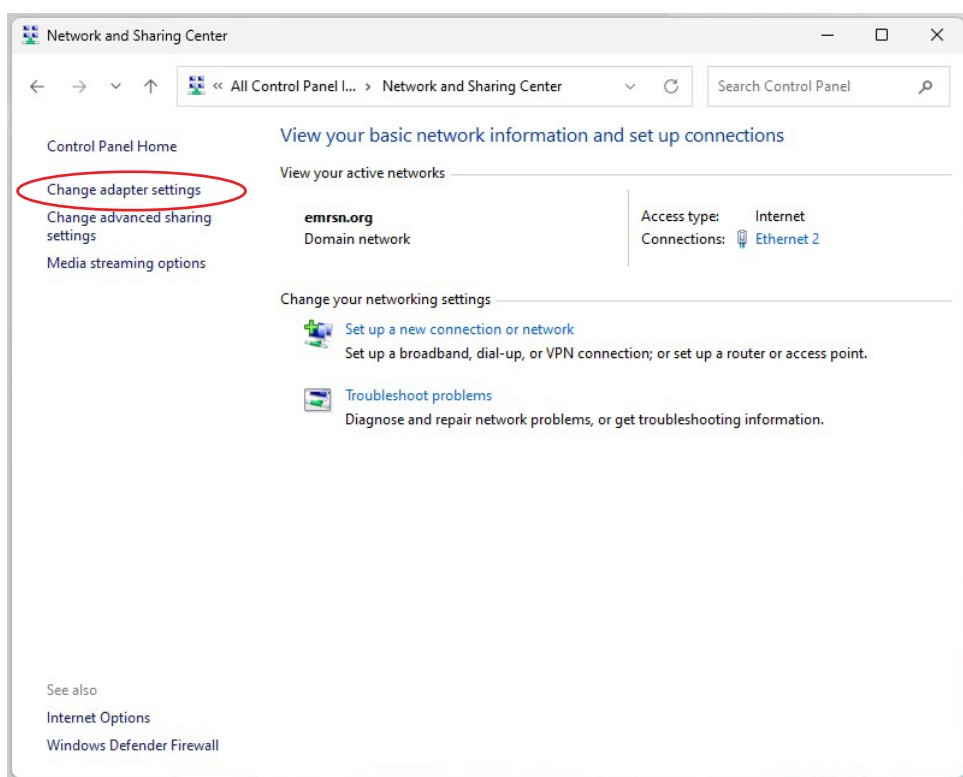 Network and Sharing Center
« All Control Panel I... › Network and Sharing Center
Search Control Panel
Control Panel Home
Change adapter settings
Change advanced sharing
settings
Media streaming options
View your basic network information and set up connections
View your active networks
emrsn.org
Domain network
Access type: Internet
Connections: Ethernet 2
Change your networking settings
Set up a new connection or network
Set up a broadband, dial-up, or VPN connection; or set up a router or access point.
Troubleshoot problems
Diagnose and repair network problems, or get troubleshooting information.
See also
Internet Options
Windows Defender Firewall